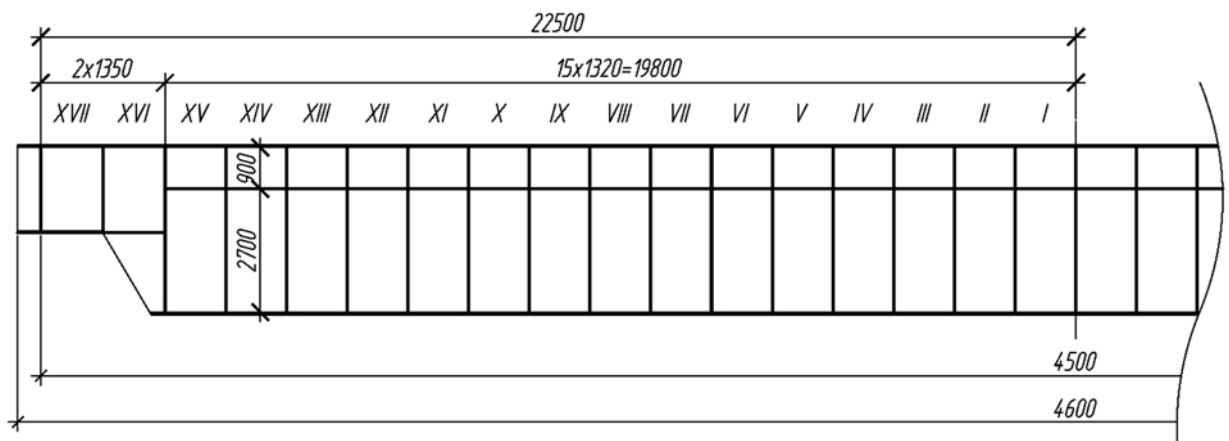 22500
2x1350 15x1320=19800
XVII XVI XV XIV XIII XII XI X IX VIII VII VI V IV III II I
900
2700
4500
4600